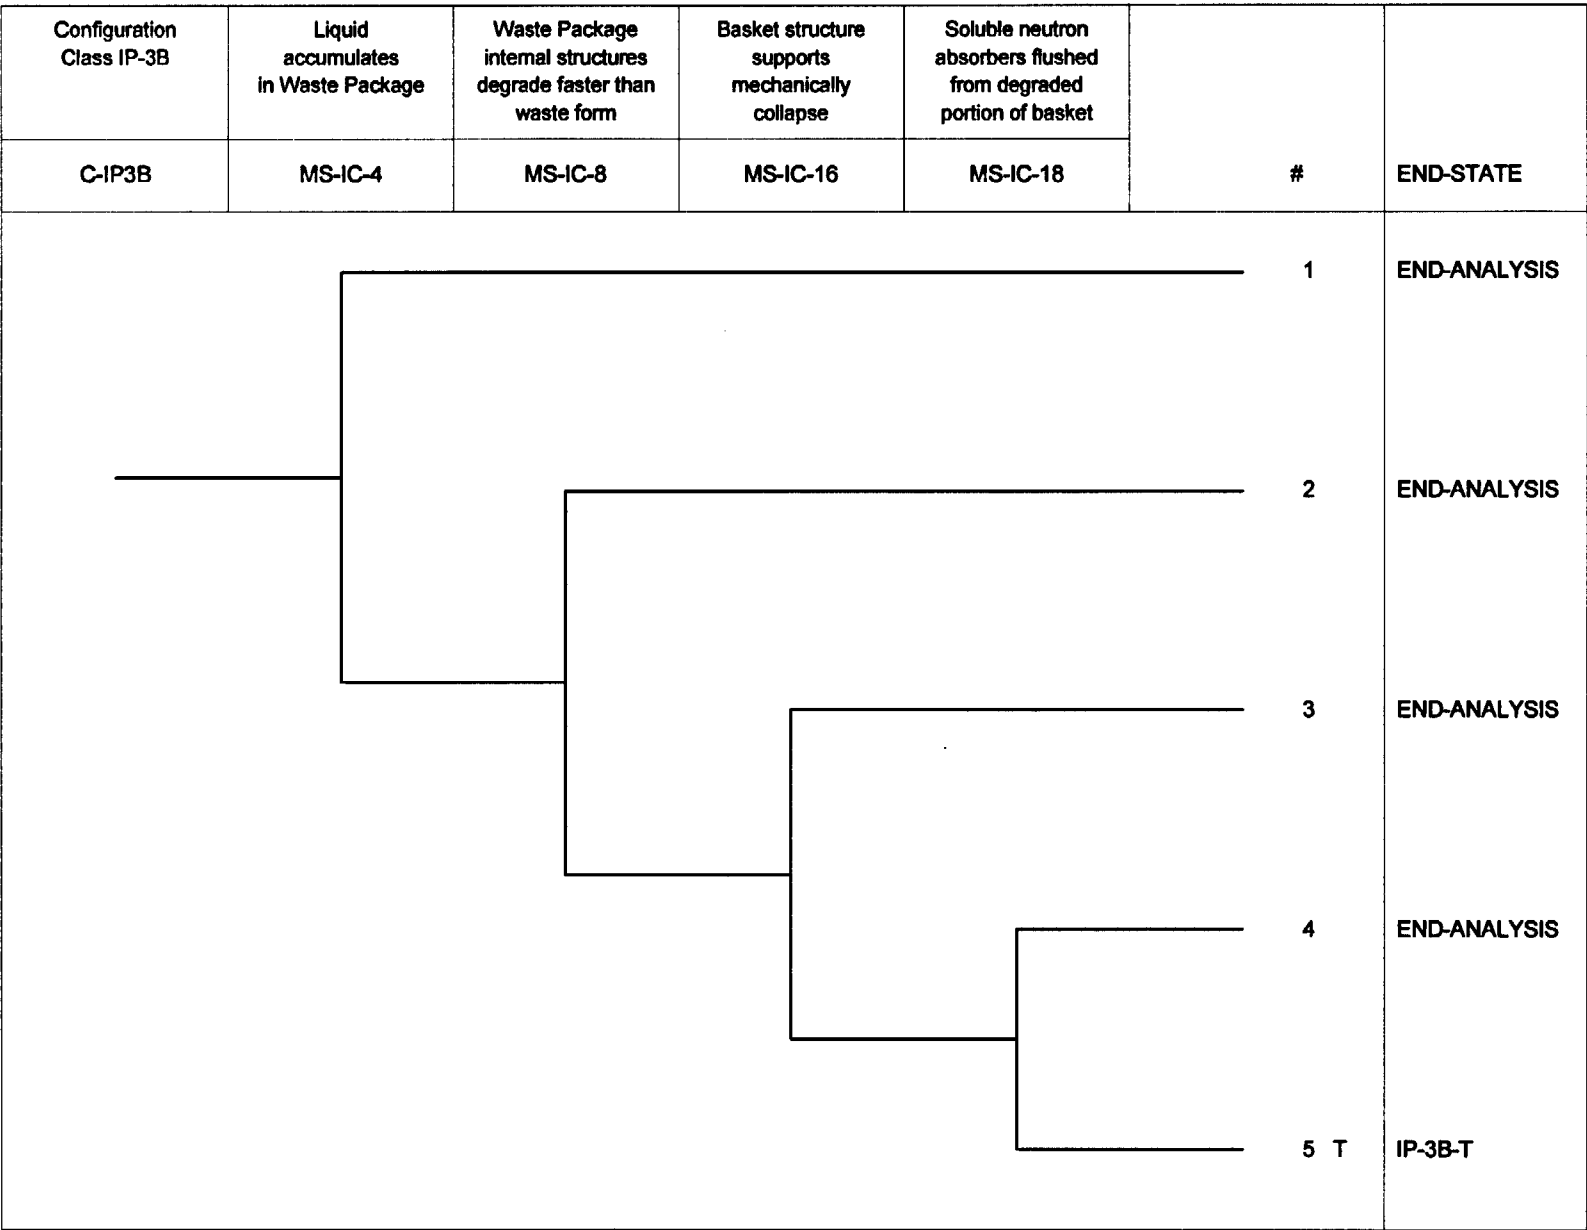 Configuration
Class IP-3B
Liquid
accumulates
in Waste Package
Waste Package
internal structures
degrade faster than
waste form
Basket structure
supports
mechanically
collapse
Soluble neutron
absorbers flushed
from degraded
portion of basket
C-IP3B
MS-IC-4
MS-IC-8
MS-IC-16
MS-IC-18
#
END-STATE
1
END-ANALYSIS
2
END-ANALYSIS
3
END-ANALYSIS
4
END-ANALYSIS
5 T
IP-3B-T